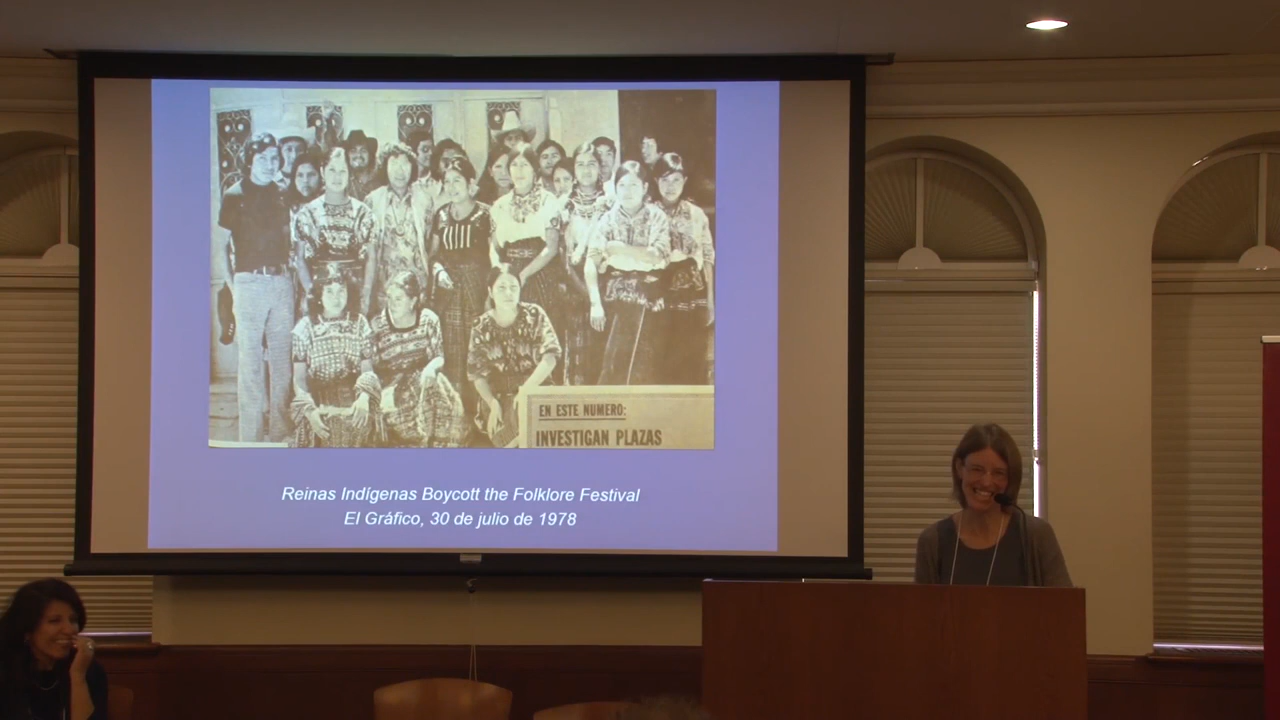 EN ESTE NUMERO:
INVESTIGAN PLAZAS
Reinas Indígenas Boycott the Folklore Festival
El Gráfico, 30 de julio de 1978